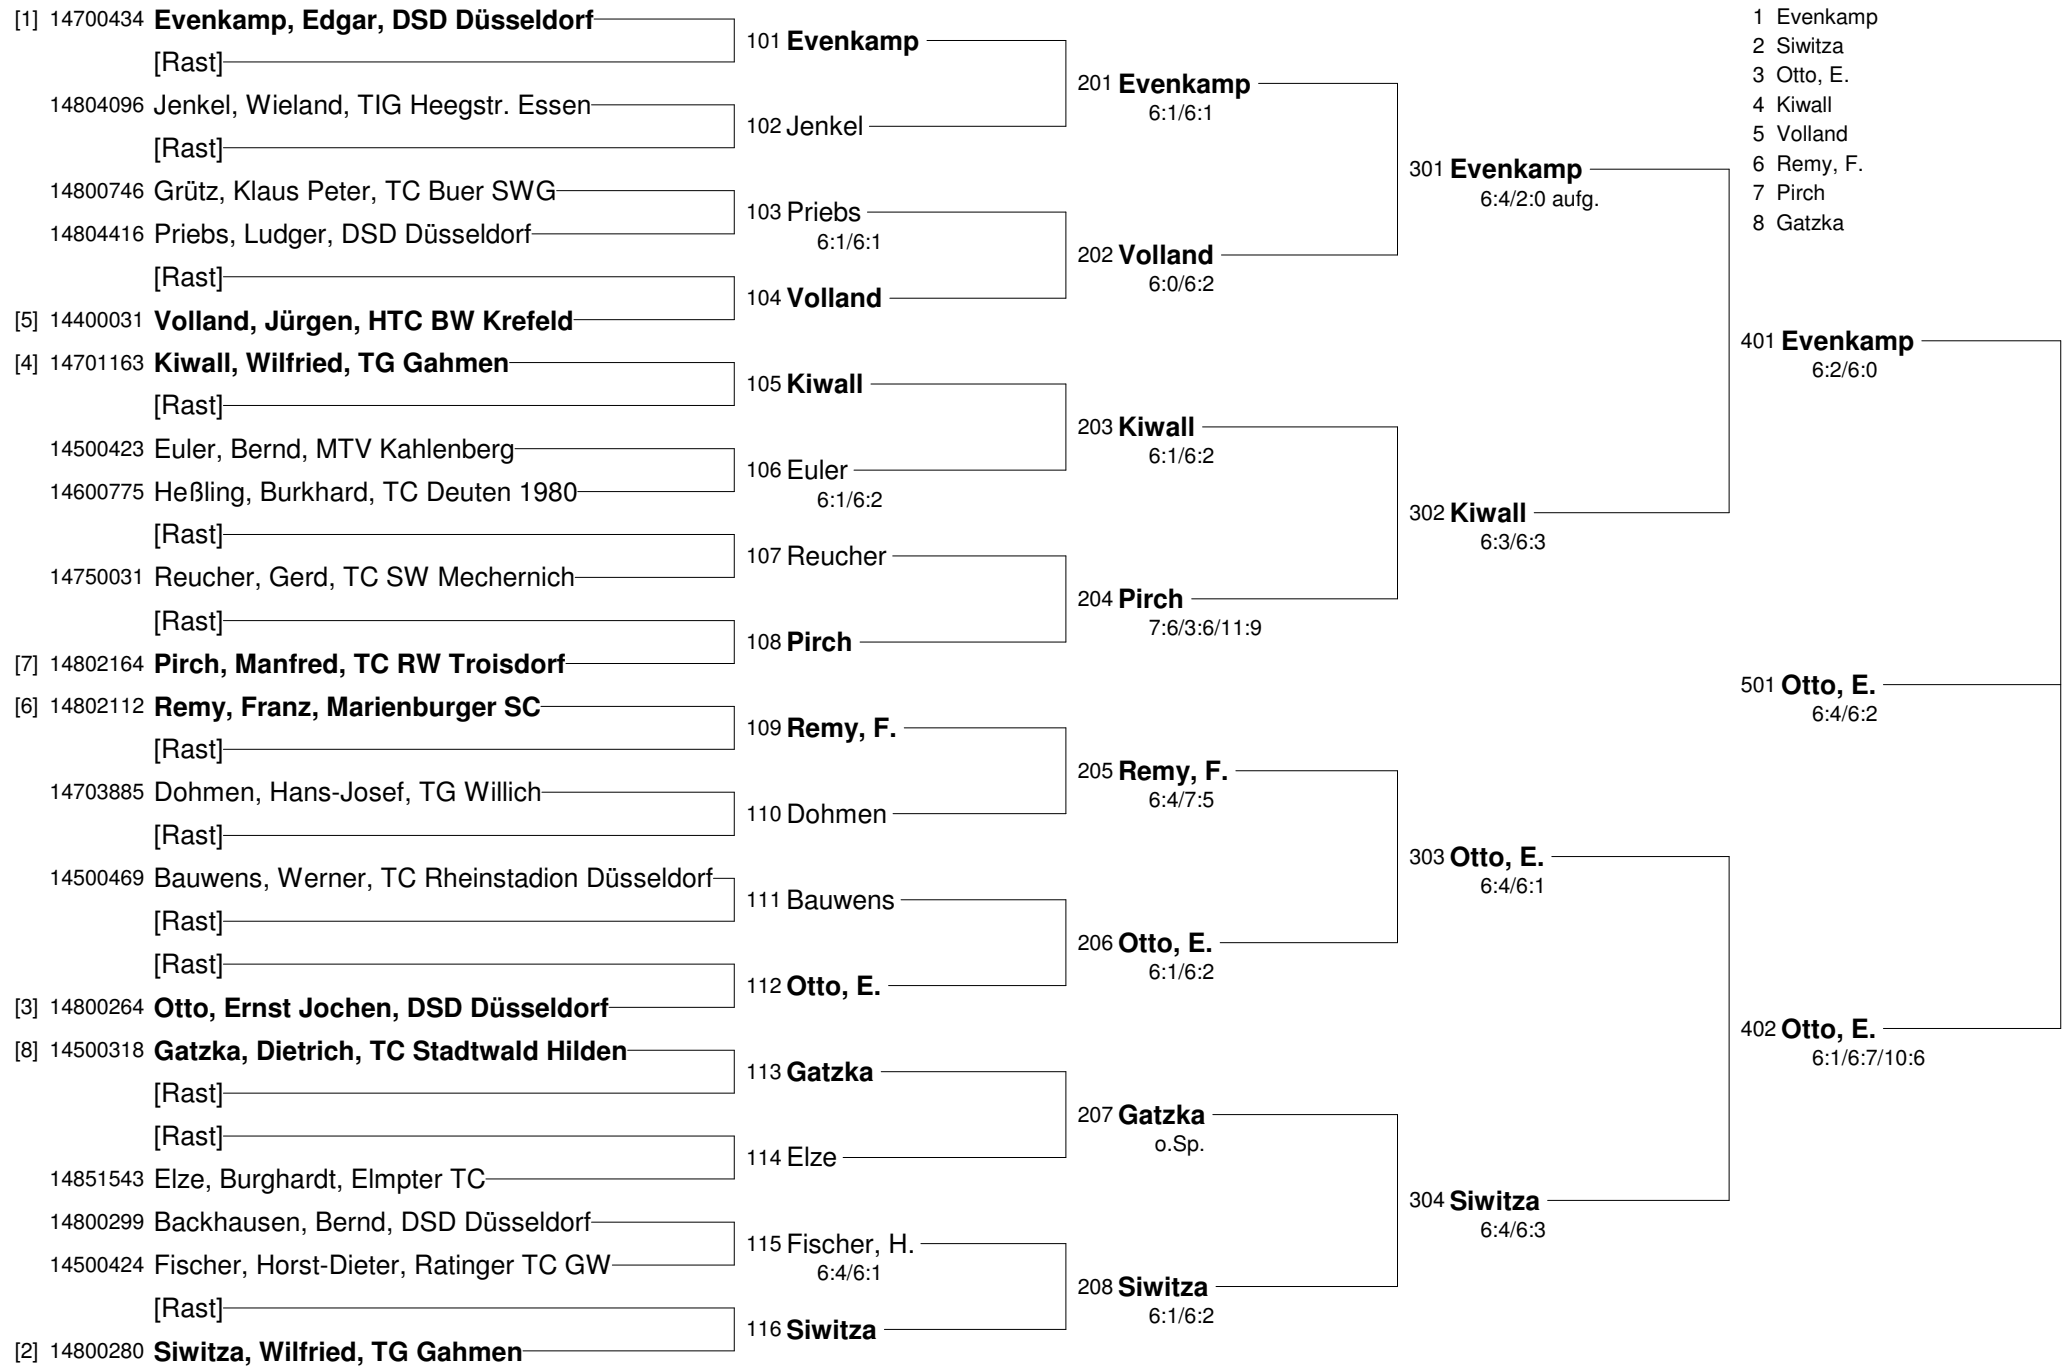 [1] 14700434 Evenkamp, Edgar, DSD Düsseldorf
[Rast]
14804096 Jenkel, Wieland, TIG Heegstr. Essen
[Rast]
14800746 Grütz, Klaus Peter, TC Buer SWG
14804416 Priebs, Ludger, DSD Düsseldorf
[Rast]
[5] 14400031 Volland, Jürgen, HTC BW Krefeld
[4] 14701163 Kiwall, Wilfried, TG Gahmen
[Rast]
14500423 Euler, Bernd, MTV Kahlenberg
14600775 Heßling, Burkhard, TC Deuten 1980
[Rast]
14750031 Reucher, Gerd, TC SW Mechernich
[Rast]
[7] 14802164 Pirch, Manfred, TC RW Troisdorf
[6] 14802112 Remy, Franz, Marienburger SC
[Rast]
14703885 Dohmen, Hans-Josef, TG Willich
[Rast]
14500469 Bauwens, Werner, TC Rheinstadion Düsseldorf
[Rast]
[Rast]
[3] 14800264 Otto, Ernst Jochen, DSD Düsseldorf
[8] 14500318 Gatzka, Dietrich, TC Stadtwald Hilden
[Rast]
[Rast]
14851543 Elze, Burghardt, Elmpter TC
14800299 Backhausen, Bernd, DSD Düsseldorf
14500424 Fischer, Horst-Dieter, Ratinger TC GW
[Rast]
[2] 14800280 Siwitza, Wilfried, TG Gahmen
101 Evenkamp
102 Jenkel
103 Priebs
6:1/6:1
104 Volland
105 Kiwall
106 Euler
6:1/6:2
107 Reucher
108 Pirch
109 Remy, F.
110 Dohmen
111 Bauwens
112 Otto, E.
113 Gatzka
114 Elze
115 Fischer, H.
6:4/6:1
116 Siwitza
201 Evenkamp
6:1/6:1
202 Volland
6:0/6:2
203 Kiwall
6:1/6:2
204 Pirch
7:6/3:6/11:9
205 Remy, F.
6:4/7:5
206 Otto, E.
6:1/6:2
207 Gatzka
o.Sp.
208 Siwitza
6:1/6:2
301 Evenkamp
6:4/2:0 aufg.
302 Kiwall
6:3/6:3
303 Otto, E.
6:4/6:1
304 Siwitza
6:4/6:3
1 Evenkamp
2 Siwitza
3 Otto, E.
4 Kiwall
5 Volland
6 Remy, F.
7 Pirch
8 Gatzka
401 Evenkamp
6:2/6:0
501 Otto, E.
6:4/6:2
402 Otto, E.
6:1/6:7/10:6